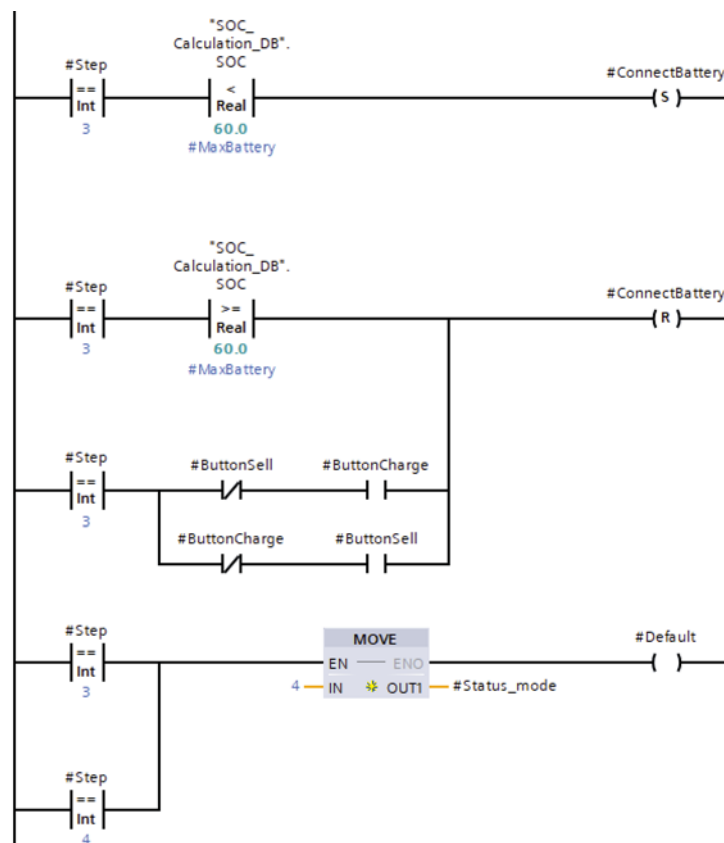 "SOC_
Calculation_DB".
SOC
#Step
#ConnectBattery
==
Int
<
Real
S
3
60.0
#MaxBattery
"SOC_
Calculation_DB".
SOC
#Step
#ConnectBattery
==
Int
>=
Real
R
3
60.0
#MaxBattery
#Step
#ButtonSell
#ButtonCharge
==
Int
3
#ButtonCharge
#ButtonSell
#Step
MOVE
#Default
==
Int
EN
ENO
3
4
IN
OUT1
#Status_mode
#Step
==
Int
4